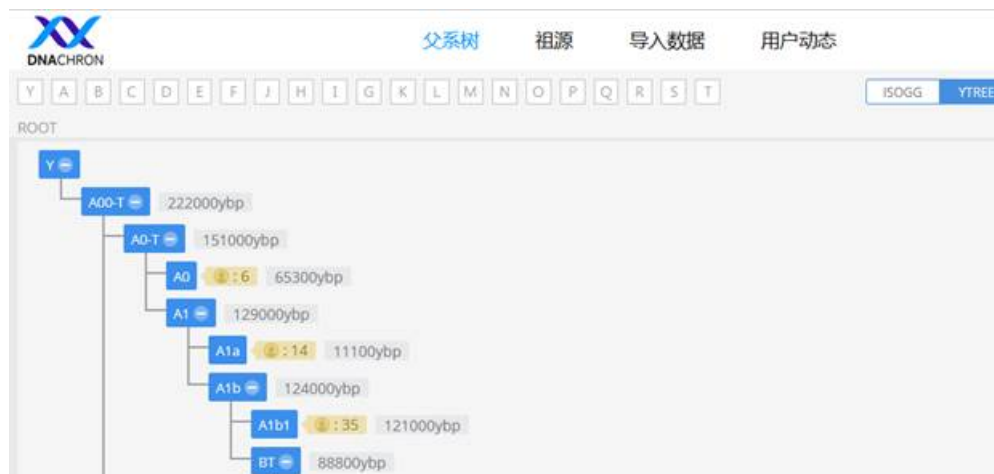 DNACHRON 父系树 祖源 导入数据 用户动态
Y A B C D E F J H I G K L M N O P Q R S T ISOGG YTREE
ROOT
Y
A00-T 222000ybp
A0-T 151000ybp
A0 : 6 65300ybp
A1 129000ybp
A1a : 14 11100ybp
A1b 124000ybp
A1b1 : 35 121000ybp
BT 88800ybp